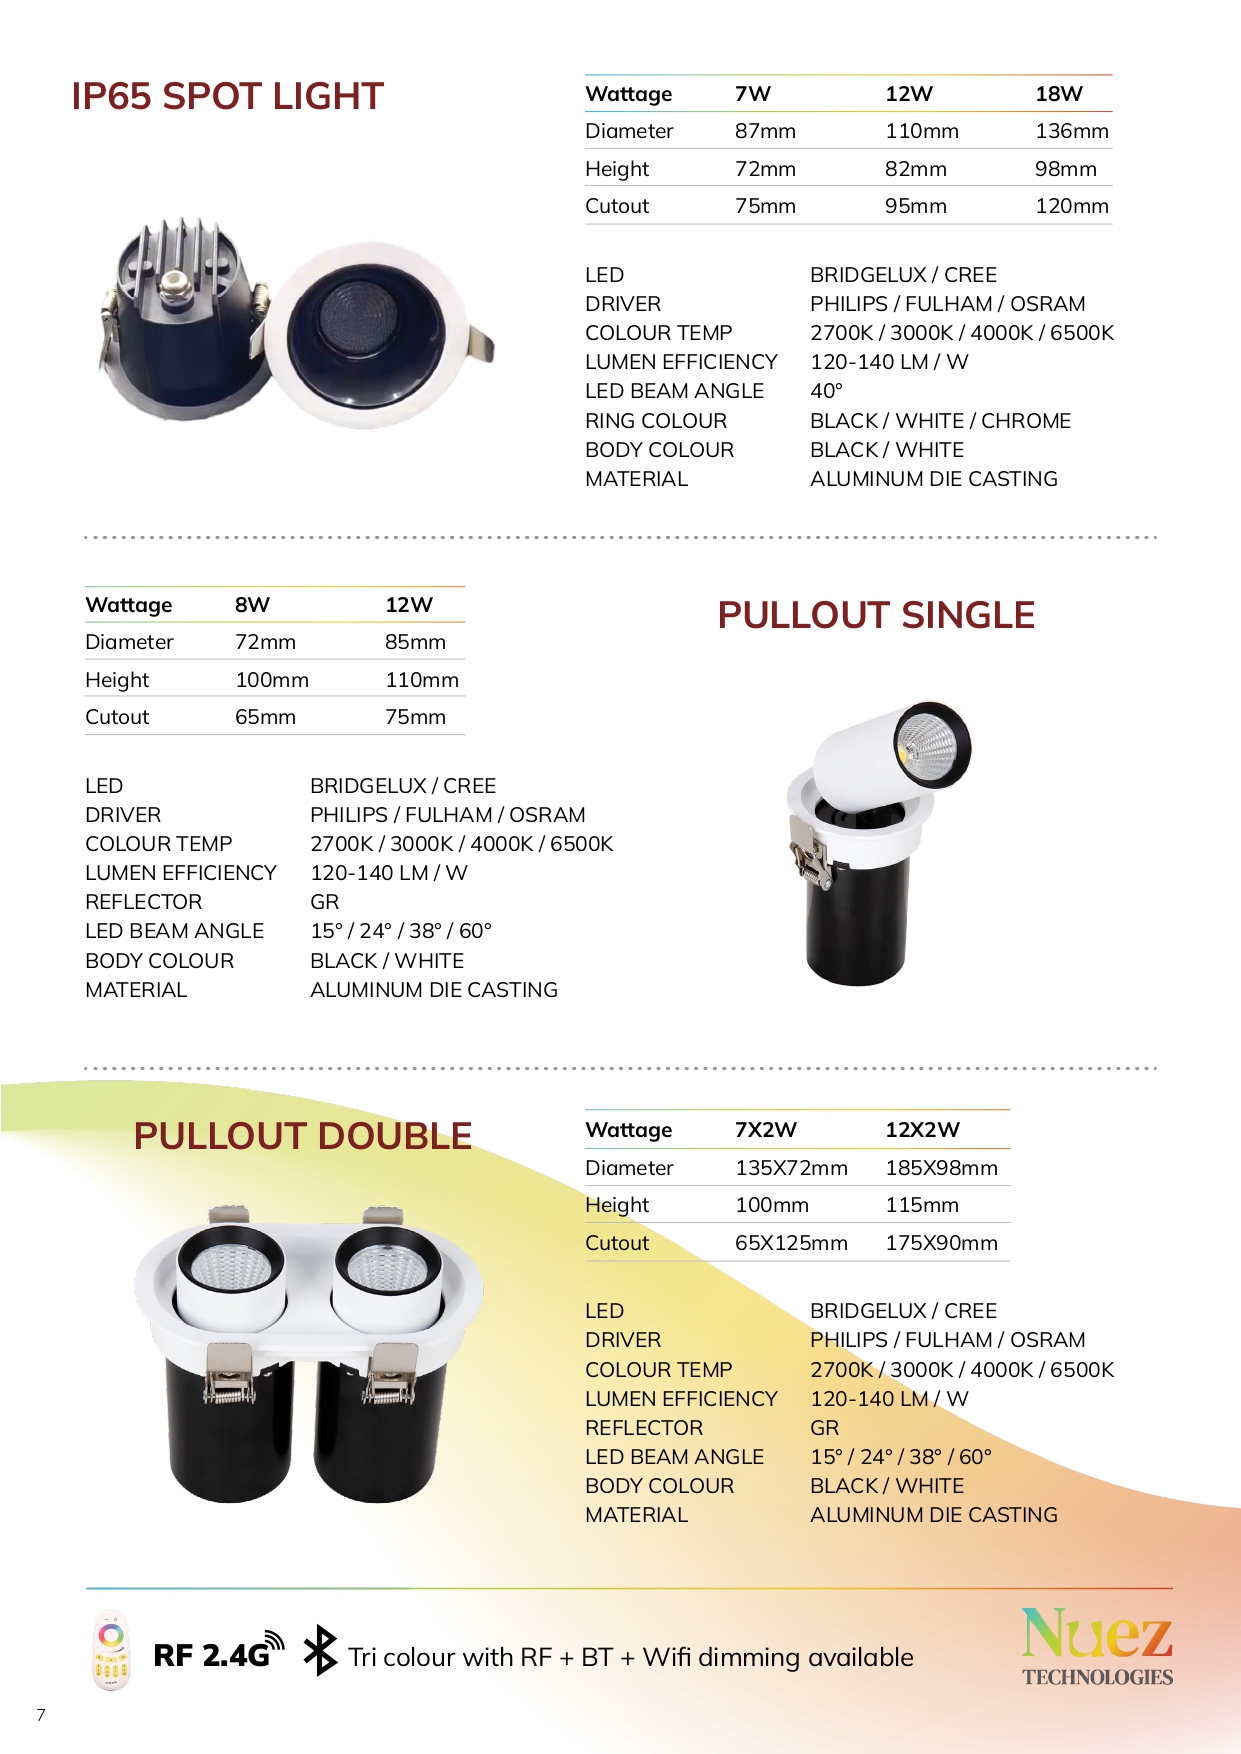 IP65 SPOT LIGHT
Wattage 7W 12W 18W
Diameter 87mm 110mm 136mm
Height 72mm 82mm 98mm
Cutout 75mm 95mm 120mm
LED BRIDGELUX / CREE
DRIVER PHILIPS / FULHAM / OSRAM
COLOUR TEMP 2700K / 3000K / 4000K / 6500K
LUMEN EFFICIENCY 120-140 LM / W
LED BEAM ANGLE 40°
RING COLOUR BLACK / WHITE / CHROME
BODY COLOUR BLACK / WHITE
MATERIAL ALUMINUM DIE CASTING
PULLOUT SINGLE
Wattage 8W 12W
Diameter 72mm 85mm
Height 100mm 110mm
Cutout 65mm 75mm
LED BRIDGELUX / CREE
DRIVER PHILIPS / FULHAM / OSRAM
COLOUR TEMP 2700K / 3000K / 4000K / 6500K
LUMEN EFFICIENCY 120-140 LM / W
REFLECTOR GR
LED BEAM ANGLE 15° / 24° / 38° / 60°
BODY COLOUR BLACK / WHITE
MATERIAL ALUMINUM DIE CASTING
PULLOUT DOUBLE
Wattage 7X2W 12X2W
Diameter 135X72mm 185X98mm
Height 100mm 115mm
Cutout 65X125mm 175X90mm
LED BRIDGELUX / CREE
DRIVER PHILIPS / FULHAM / OSRAM
COLOUR TEMP 2700K / 3000K / 4000K / 6500K
LUMEN EFFICIENCY 120-140 LM / W
REFLECTOR GR
LED BEAM ANGLE 15° / 24° / 38° / 60°
BODY COLOUR BLACK / WHITE
MATERIAL ALUMINUM DIE CASTING
RF 2.4G Tri colour with RF + BT + Wifi dimming available
Nuez
TECHNOLOGIES
7